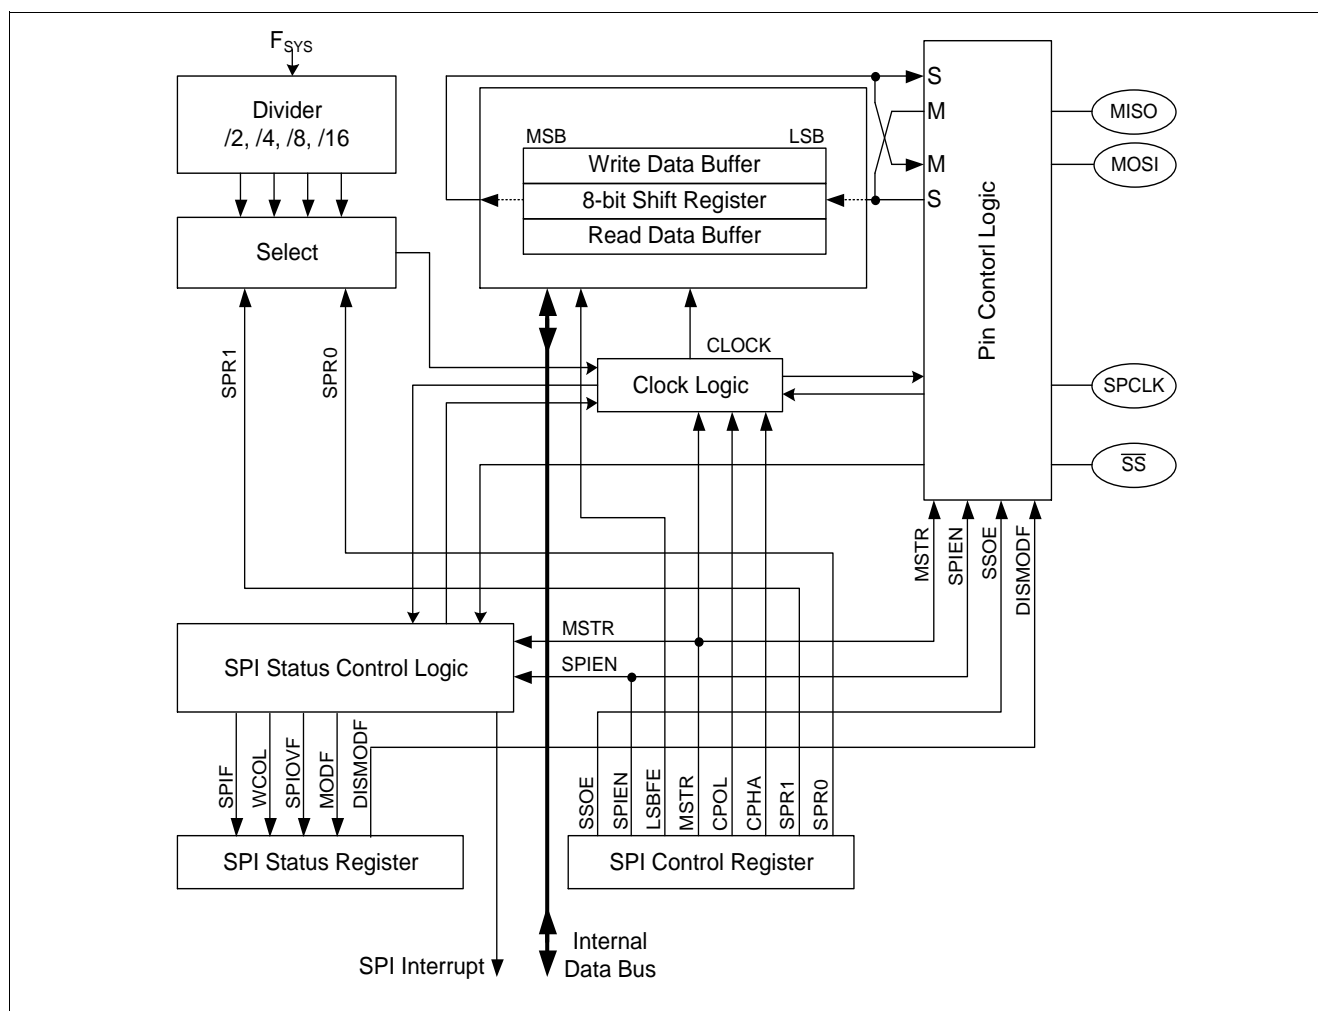 FSYS
Divider
/2, /4, /8, /16
Select
SPR1
SPR0
MSB
LSB
Write Data Buffer
8-bit Shift Register
Read Data Buffer
S
M
M
S
Pin Contorl Logic
MISO
MOSI
SPCLK
SS
CLOCK
Clock Logic
MSTR
SPIEN
SSOE
DISMODF
SPI Status Control Logic
MSTR
SPIEN
SPIF
WCOL
SPIOVF
MODF
DISMODF
SSOE
SPIEN
LSBFE
MSTR
CPOL
CPHA
SPR1
SPR0
SPI Status Register
SPI Control Register
SPI Interrupt
Internal
Data Bus